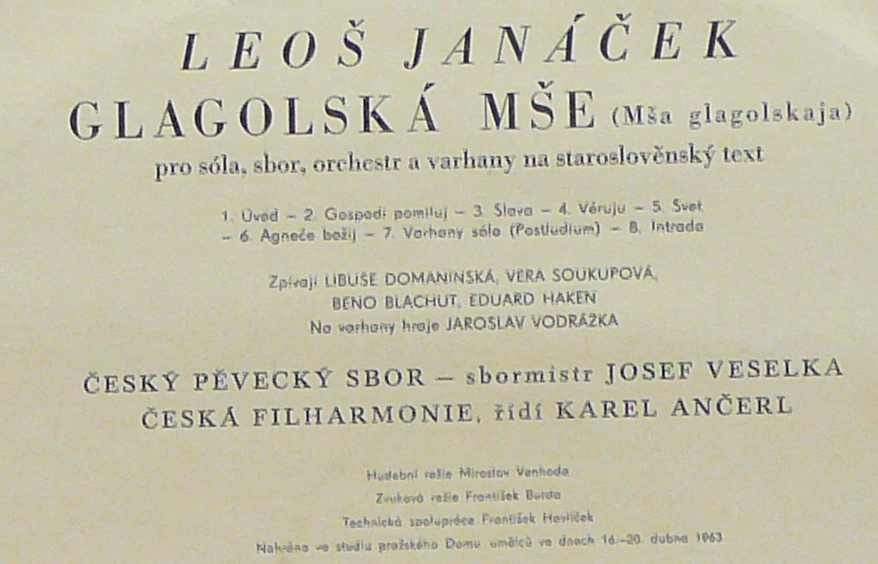 LEOŠ JANÁČEK
GLAGOLSKÁ MŠE (Mša glagolskaja)
pro sóla, sbor, orchestr a varhany na staroslověnský text
1. Úvod – 2. Gospodi pomiluj – 3. Slava – 4. Věruju – 5. Svet
– 6. Agneče božij – 7. Varhany sólo (Postludium) – 8. Intrada
Zpívají LIBUŠE DOMANÍNSKÁ, VĚRA SOUKUPOVÁ,
BENO BLACHUT, EDUARD HAKEN
Na varhany hraje JAROSLAV VODRÁŽKA
ČESKÝ PĚVECKÝ SBOR – sbormistr JOSEF VESELKA
ČESKÁ FILHARMONIE, řídí KAREL ANČERL
Hudební režie Miroslav Venhoda
Zvuková režie František Burda
Technická spolupráce František Havlíček
Nahráno ve studiu pražského Domu umělců ve dnech 16.–20. dubna 1963